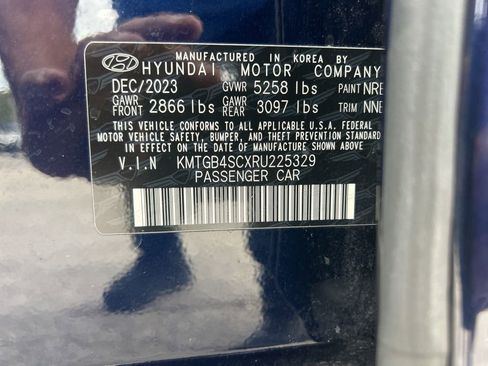 MANUFACTURED IN KOREA BY
HYUNDAI MOTOR COMPANY
DEC/2023 GVWR 5258 lbs PAINT NRB
GAWR FRONT 2866 lbs GAWR REAR 3097 lbs TRIM NNB
THIS VEHICLE CONFORMS TO ALL APPLICABLE U.S.A. FEDERAL
MOTOR VEHICLE SAFETY, BUMPER, AND THEFT PREVENTION STANDARD
IN EFFECT ON THE DATE OF MANUFACTURE SHOWN ABOVE.
V.I.N KMTGB4SCXRU225329
PASSENGER CAR